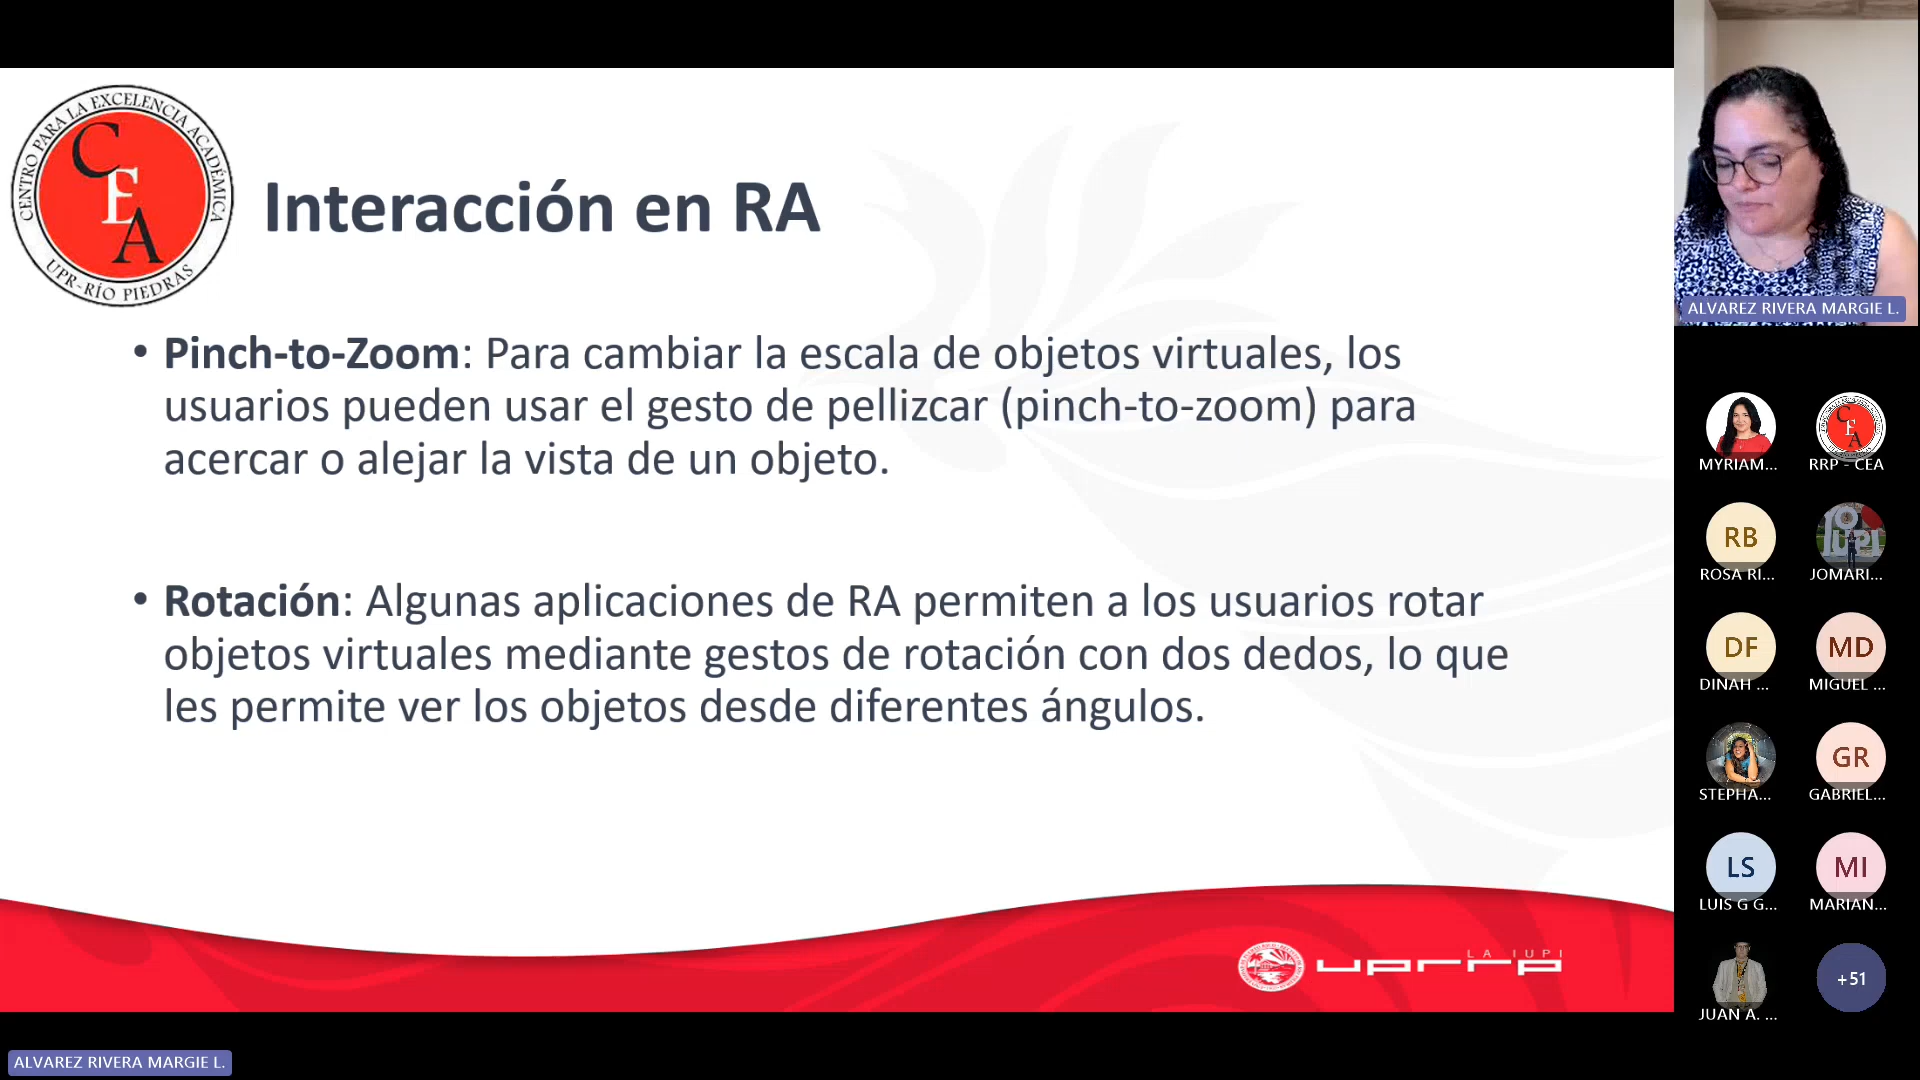 CENTRO PARA LA EXCELENCIA ACADÉMICA
CEA
UPR-RÍO PIEDRAS
Interacción en RA
• Pinch-to-Zoom: Para cambiar la escala de objetos virtuales, los
usuarios pueden usar el gesto de pellizcar (pinch-to-zoom) para
acercar o alejar la vista de un objeto.
• Rotación: Algunas aplicaciones de RA permiten a los usuarios rotar
objetos virtuales mediante gestos de rotación con dos dedos, lo que
les permite ver los objetos desde diferentes ángulos.
LA IUPI
uprrp
ALVAREZ RIVERA MARGIE L.
ALVAREZ RIVERA MARGIE L.
CEA
MYRIAM... RRP - CEA
RB IUPI
ROSA RI... JOMARI...
DF MD
DINAH ... MIGUEL ...
GR
STEPHA... GABRIEL...
LS MI
LUIS G G... MARIAN...
+51
JUAN A. ...